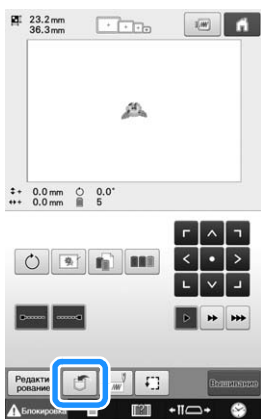 23.2 mm
36.3 mm
0.0 mm 0.0°
0.0 mm 5
Редакти
рование
Вышивание
Блокировка